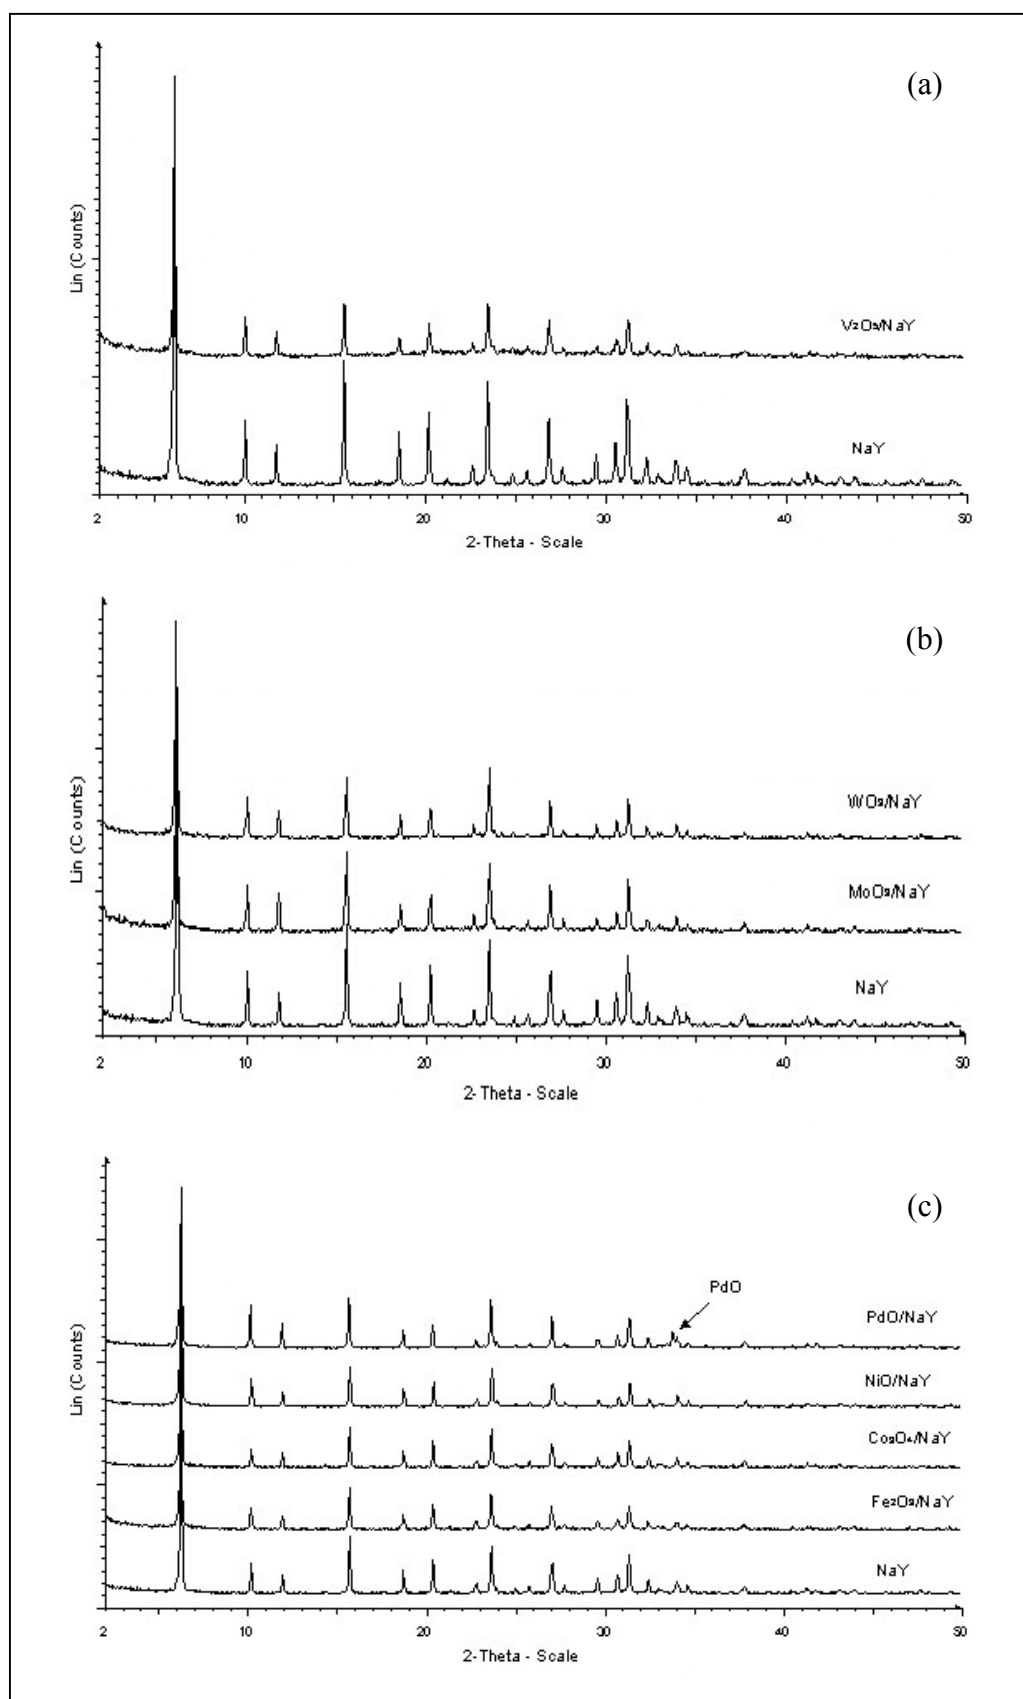 (a)
Lin (Counts)
V₂O₅/NaY
NaY
2 10 20 30 40 50
2-Theta - Scale
(b)
Lin (Counts)
WO₃/NaY
MoO₃/NaY
NaY
2 10 20 30 40 50
2-Theta - Scale
(c)
Lin (Counts)
PdO
PdO/NaY
NiO/NaY
Co₃O₄/NaY
Fe₂O₃/NaY
NaY
2 10 20 30 40 50
2-Theta - Scale